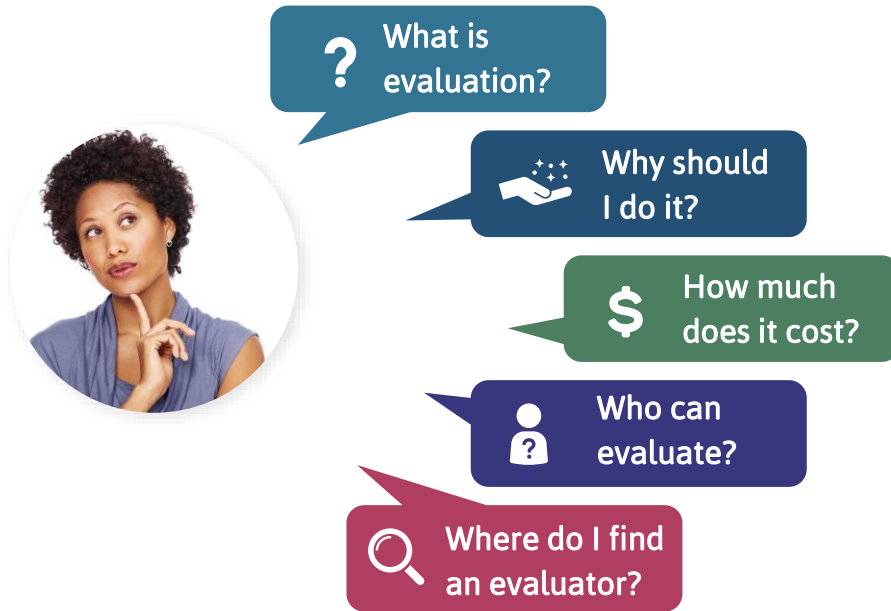 ?
What is
evaluation?
Why should
I do it?
$
How much
does it cost?
?
Who can
evaluate?
Where do I find
an evaluator?